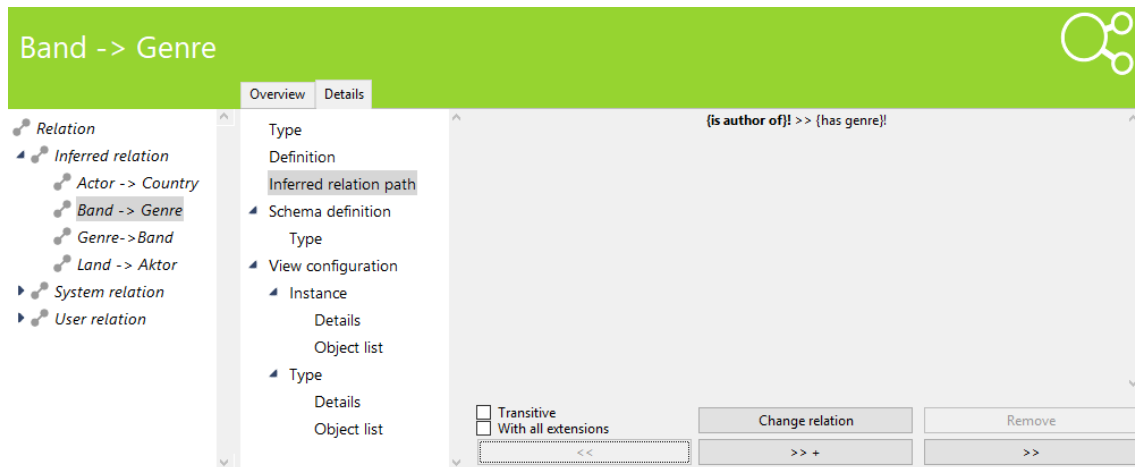 Band -> Genre
Overview
Details
Relation
Inferred relation
Actor -> Country
Band -> Genre
Genre->Band
Land -> Aktor
System relation
User relation
Type
Definition
Inferred relation path
Schema definition
Type
View configuration
Instance
Details
Object list
Type
Details
Object list
{is author of}! >> {has genre}!
Transitive
With all extensions
Change relation
Remove
<<
>> +
>>